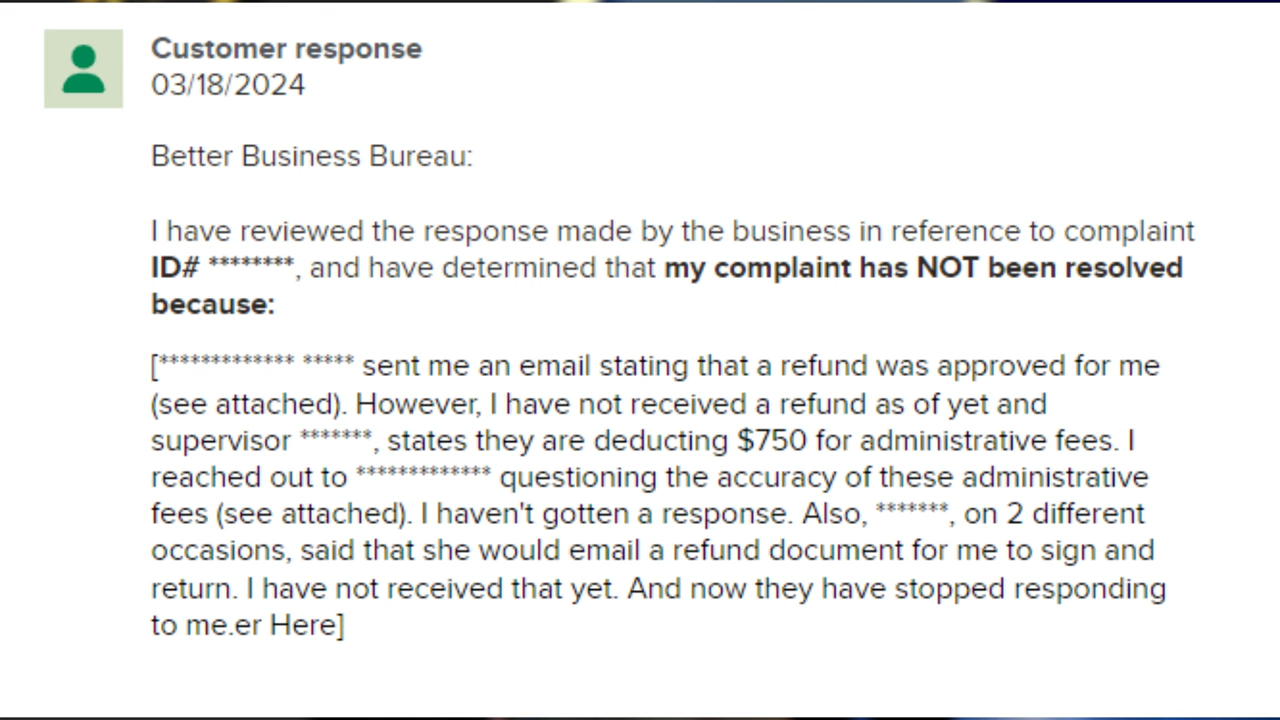 Customer response
03/18/2024
Better Business Bureau:
I have reviewed the response made by the business in reference to complaint
ID# ********, and have determined that my complaint has NOT been resolved
because:
[************* ***** sent me an email stating that a refund was approved for me
(see attached). However, I have not received a refund as of yet and
supervisor *******, states they are deducting $750 for administrative fees. I
reached out to ************* questioning the accuracy of these administrative
fees (see attached). I haven't gotten a response. Also, *******, on 2 different
occasions, said that she would email a refund document for me to sign and
return. I have not received that yet. And now they have stopped responding
to me.er Here]